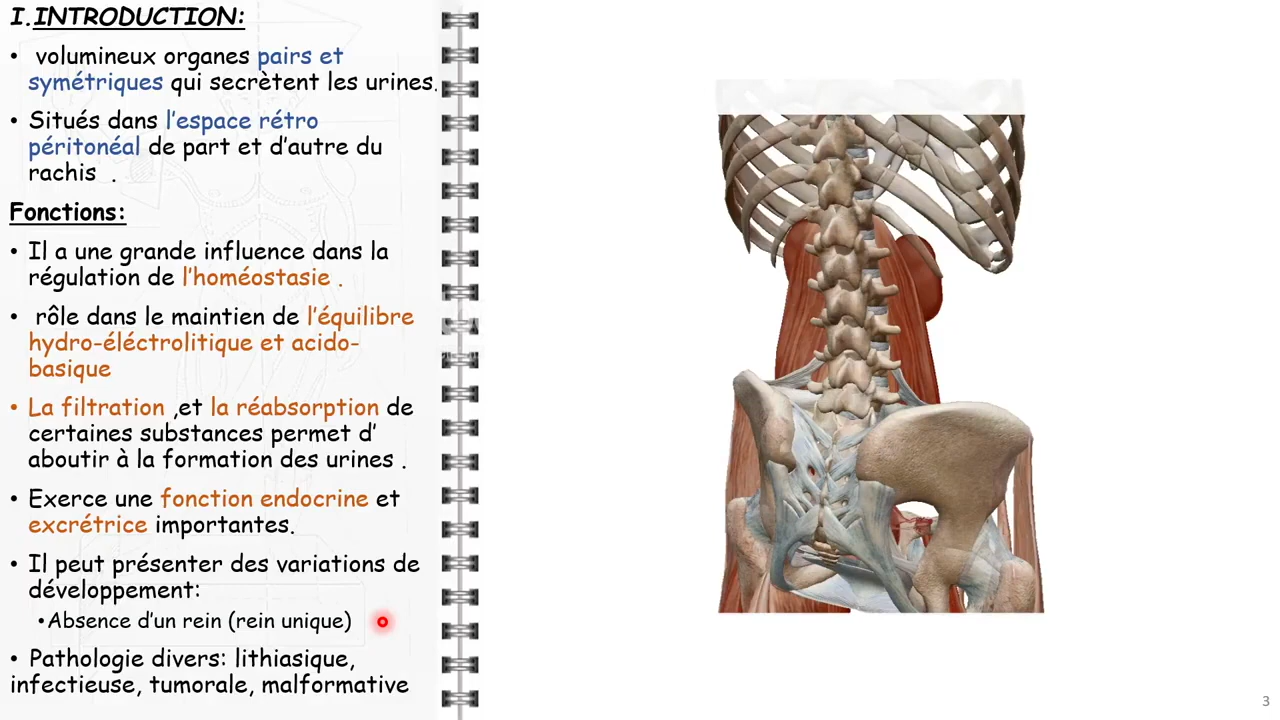 I. INTRODUCTION:
• volumineux organes pairs et
symétriques qui secrètent les urines.
• Situés dans l’espace rétro
péritonéal de part et d’autre du
rachis .
Fonctions:
• Il a une grande influence dans la
régulation de l’homéostasie .
• rôle dans le maintien de l’équilibre
hydro-éléctrolitique et acido-
basique
• La filtration ,et la réabsorption de
certaines substances permet d’
aboutir à la formation des urines .
• Exerce une fonction endocrine et
excrétrice importantes.
• Il peut présenter des variations de
développement:
•Absence d’un rein (rein unique)
• Pathologie divers: lithiasique,
infectieuse, tumorale, malformative
3